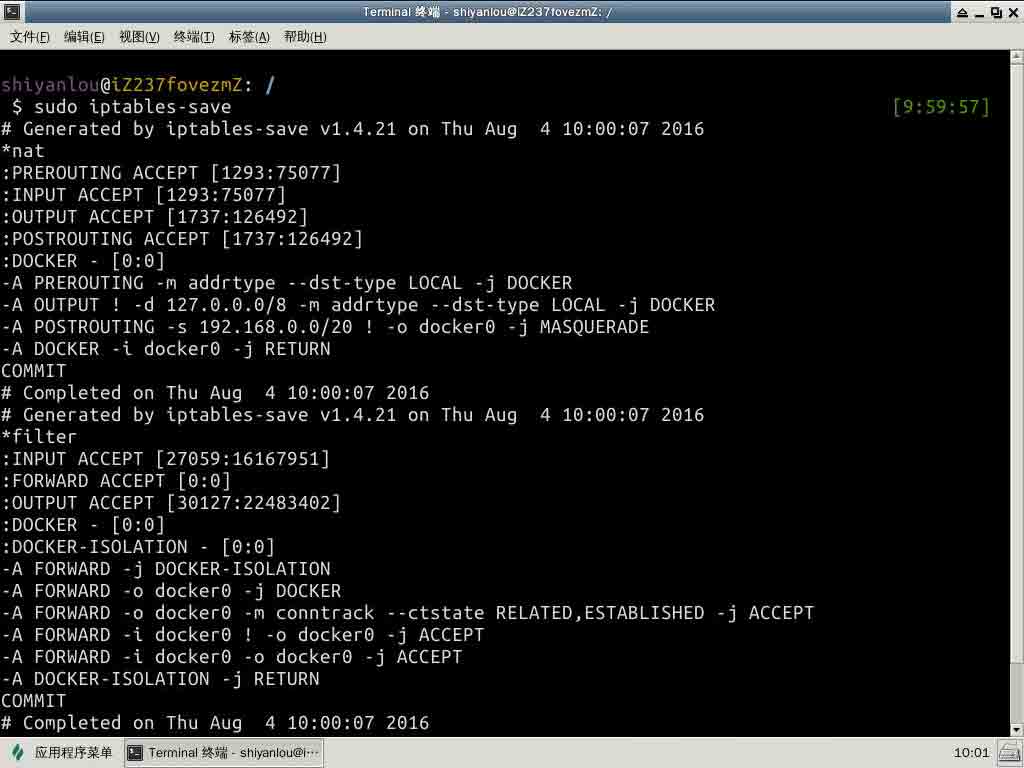 Terminal 终端 - shiyanlou@iZ237fovezmZ: /
文件(F) 编辑(E) 视图(V) 终端(T) 标签(A) 帮助(H)
shiyanlou@iZ237fovezmZ: /
$ sudo iptables-save [9:59:57]
# Generated by iptables-save v1.4.21 on Thu Aug  4 10:00:07 2016
*nat
:PREROUTING ACCEPT [1293:75077]
:INPUT ACCEPT [1293:75077]
:OUTPUT ACCEPT [1737:126492]
:POSTROUTING ACCEPT [1737:126492]
:DOCKER - [0:0]
-A PREROUTING -m addrtype --dst-type LOCAL -j DOCKER
-A OUTPUT ! -d 127.0.0.0/8 -m addrtype --dst-type LOCAL -j DOCKER
-A POSTROUTING -s 192.168.0.0/20 ! -o docker0 -j MASQUERADE
-A DOCKER -i docker0 -j RETURN
COMMIT
# Completed on Thu Aug  4 10:00:07 2016
# Generated by iptables-save v1.4.21 on Thu Aug  4 10:00:07 2016
*filter
:INPUT ACCEPT [27059:16167951]
:FORWARD ACCEPT [0:0]
:OUTPUT ACCEPT [30127:22483402]
:DOCKER - [0:0]
:DOCKER-ISOLATION - [0:0]
-A FORWARD -j DOCKER-ISOLATION
-A FORWARD -o docker0 -j DOCKER
-A FORWARD -o docker0 -m conntrack --ctstate RELATED,ESTABLISHED -j ACCEPT
-A FORWARD -i docker0 ! -o docker0 -j ACCEPT
-A FORWARD -i docker0 -o docker0 -j ACCEPT
-A DOCKER-ISOLATION -j RETURN
COMMIT
# Completed on Thu Aug  4 10:00:07 2016
应用程序菜单 Terminal 终端 - shiyanlou@i··· 10:01